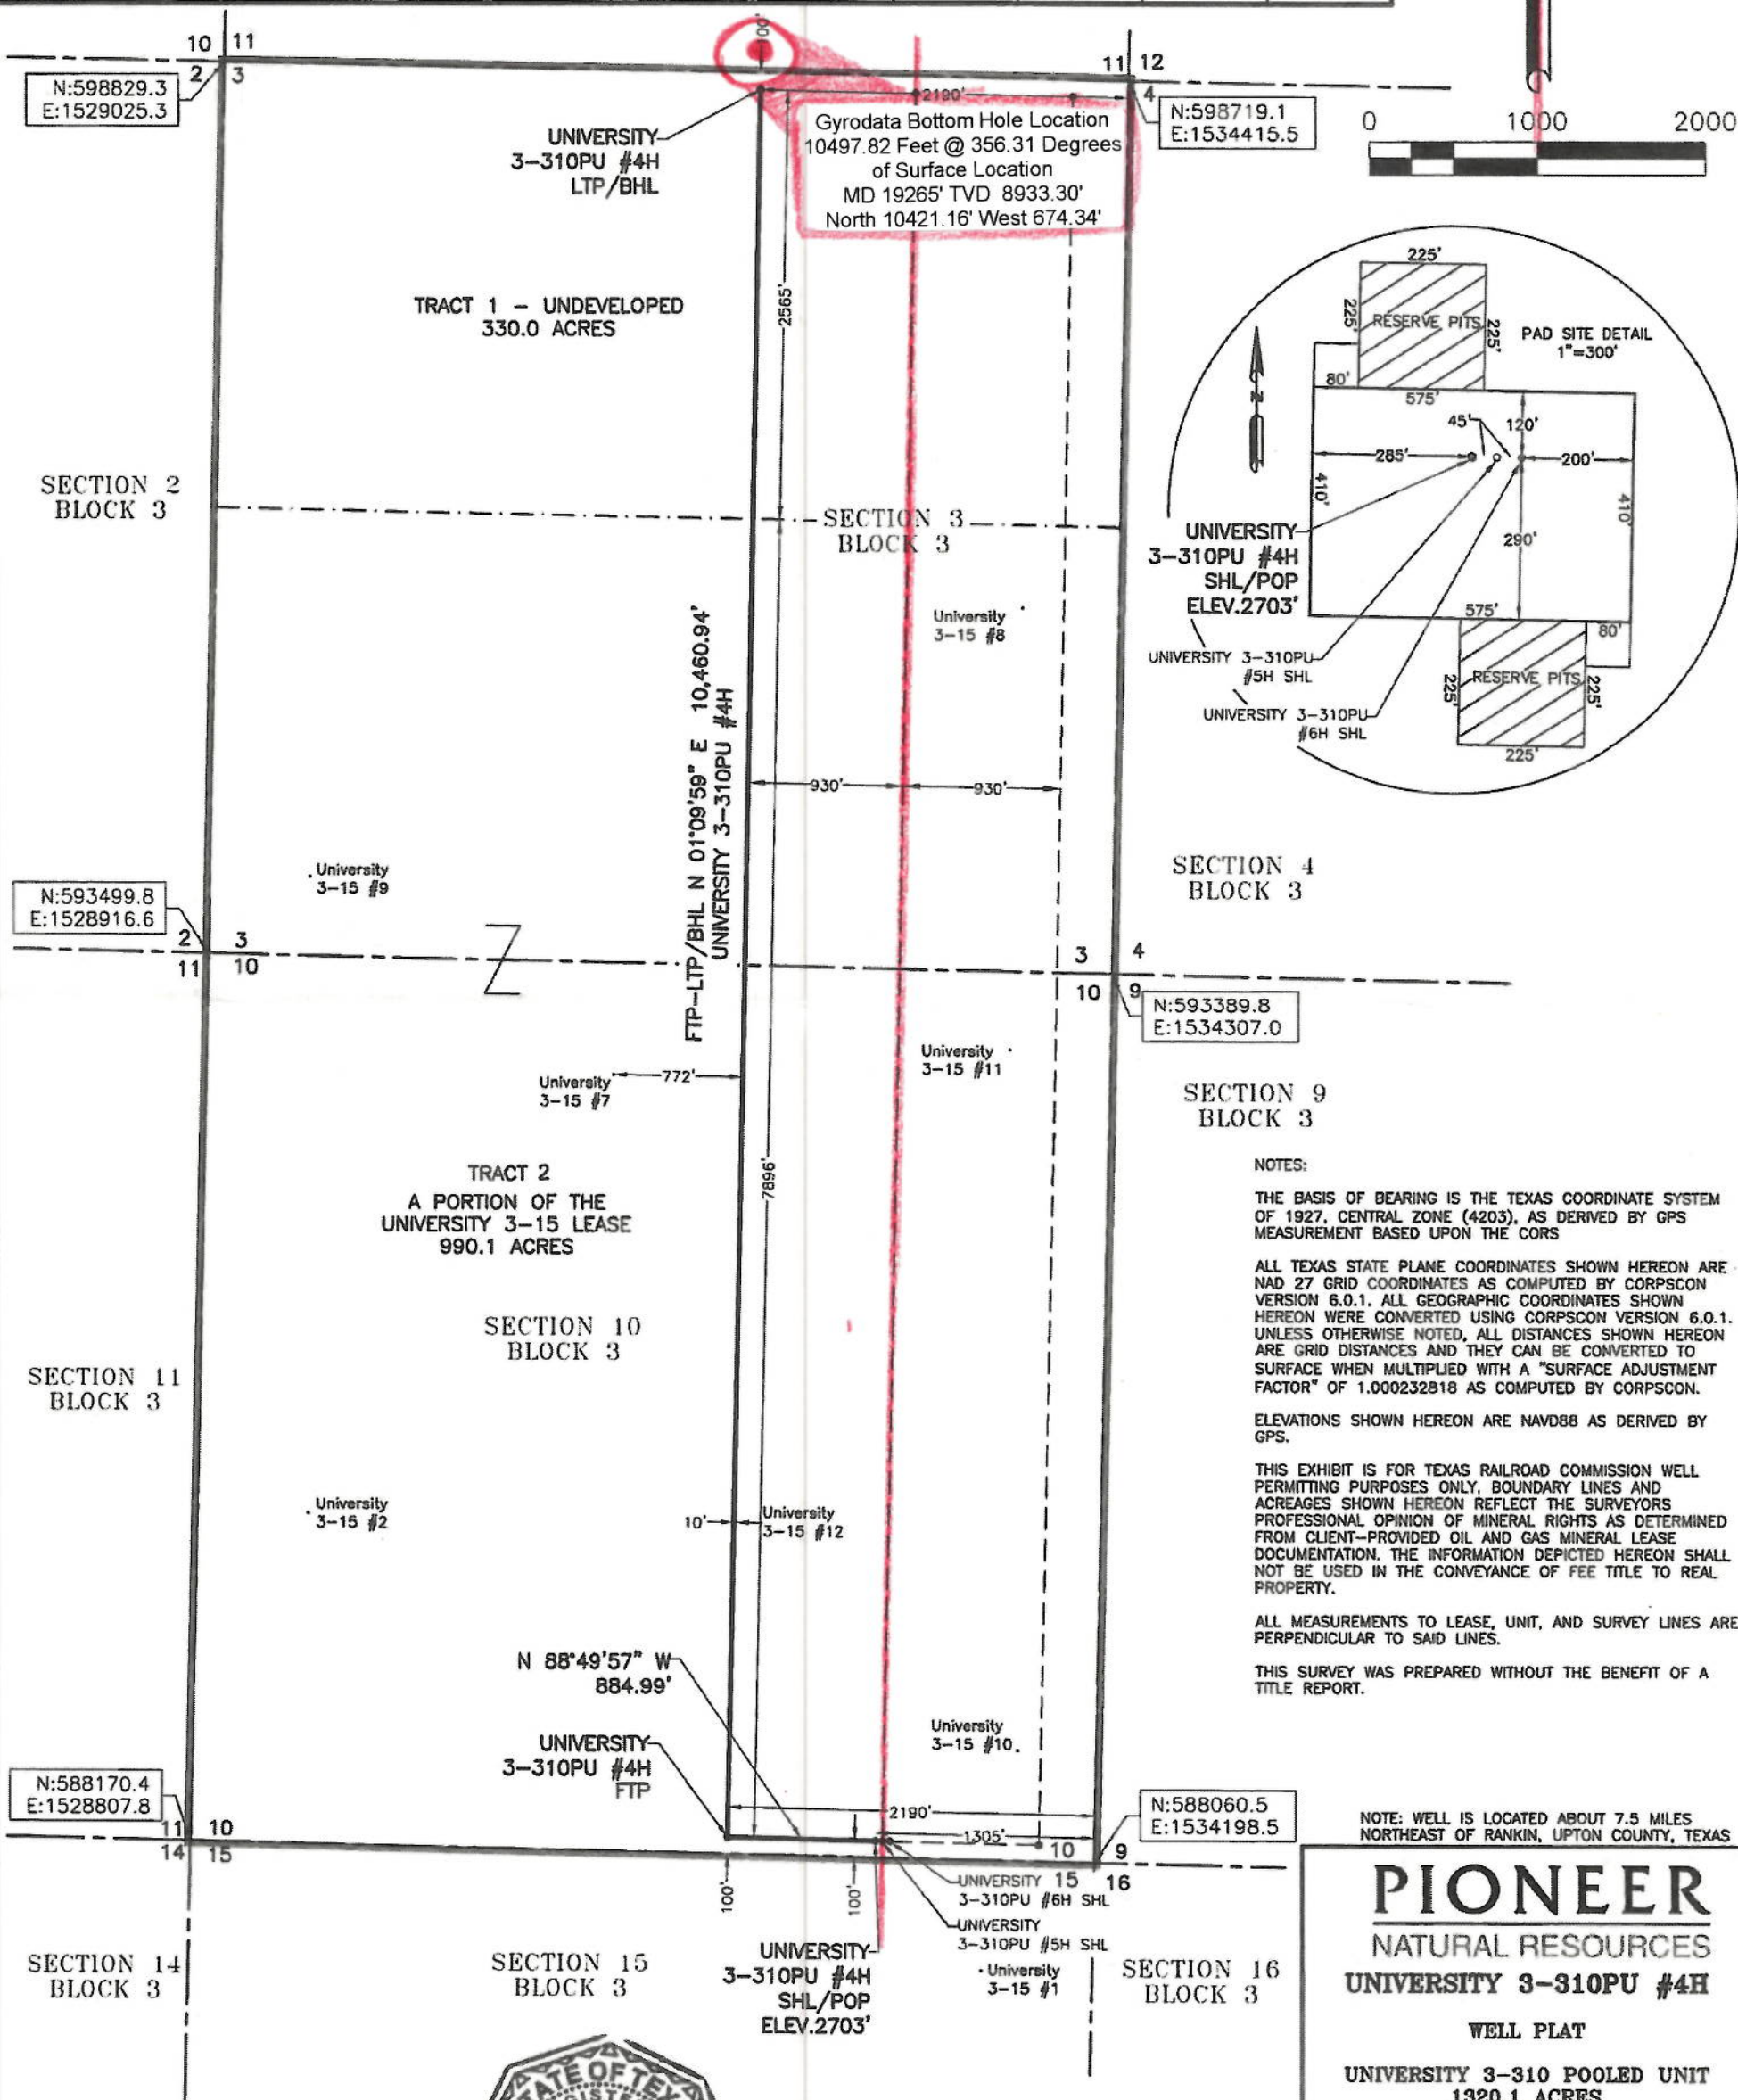 10 11
2 3
N:598829.3
E:1529025.3
100'
11 12
4
N:598719.1
E:1534415.5
0 1000 2000
2190'
UNIVERSITY
3-310PU #4H
LTP/BHL
Gyrodata Bottom Hole Location
10497.82 Feet @ 356.31 Degrees
of Surface Location
MD 19265' TVD 8933.30'
North 10421.16' West 674.34'
TRACT 1 - UNDEVELOPED
330.0 ACRES
2565'
225'
225'
RESERVE PITS
225'
PAD SITE DETAIL
1"=300'
80'
575'
N
45'
120'
285'
200'
410'
410'
290'
UNIVERSITY
3-310PU #4H
SHL/POP
ELEV.2703'
575'
80'
UNIVERSITY 3-310PU
#5H SHL
225'
RESERVE PITS
225'
UNIVERSITY 3-310PU
#6H SHL
225'
SECTION 2
BLOCK 3
SECTION 3
BLOCK 3
University
3-15 #8
FTP-LTP/BHL N 01°09'59" E 10,460.94'
UNIVERSITY 3-310PU #4H
930'
930'
University
3-15 #9
SECTION 4
BLOCK 3
N:593499.8
E:1528916.6
2 3
11 10
Z
3 4
10 9
N:593389.8
E:1534307.0
University
3-15 #11
University
3-15 #7
772'
SECTION 9
BLOCK 3
7896'
TRACT 2
A PORTION OF THE
UNIVERSITY 3-15 LEASE
990.1 ACRES
SECTION 10
BLOCK 3
SECTION 11
BLOCK 3
University
3-15 #2
10'
University
3-15 #12
NOTES:
THE BASIS OF BEARING IS THE TEXAS COORDINATE SYSTEM
OF 1927, CENTRAL ZONE (4203), AS DERIVED BY GPS
MEASUREMENT BASED UPON THE CORS
ALL TEXAS STATE PLANE COORDINATES SHOWN HEREON ARE
NAD 27 GRID COORDINATES AS COMPUTED BY CORPSCON
VERSION 6.0.1. ALL GEOGRAPHIC COORDINATES SHOWN
HEREON WERE CONVERTED USING CORPSCON VERSION 6.0.1.
UNLESS OTHERWISE NOTED, ALL DISTANCES SHOWN HEREON
ARE GRID DISTANCES AND THEY CAN BE CONVERTED TO
SURFACE WHEN MULTIPLIED WITH A "SURFACE ADJUSTMENT
FACTOR" OF 1.000232818 AS COMPUTED BY CORPSCON.
ELEVATIONS SHOWN HEREON ARE NAVD88 AS DERIVED BY
GPS.
THIS EXHIBIT IS FOR TEXAS RAILROAD COMMISSION WELL
PERMITTING PURPOSES ONLY. BOUNDARY LINES AND
ACREAGES SHOWN HEREON REFLECT THE SURVEYORS
PROFESSIONAL OPINION OF MINERAL RIGHTS AS DETERMINED
FROM CLIENT-PROVIDED OIL AND GAS MINERAL LEASE
DOCUMENTATION. THE INFORMATION DEPICTED HEREON SHALL
NOT BE USED IN THE CONVEYANCE OF FEE TITLE TO REAL
PROPERTY.
ALL MEASUREMENTS TO LEASE, UNIT, AND SURVEY LINES ARE
PERPENDICULAR TO SAID LINES.
THIS SURVEY WAS PREPARED WITHOUT THE BENEFIT OF A
TITLE REPORT.
N 88°49'57" W
884.99'
UNIVERSITY
3-310PU #4H
FTP
University
3-15 #10
N:588170.4
E:1528807.8
11 10
14 15
2190'
1305'
10 9
15 16
N:588060.5
E:1534198.5
100'
100'
UNIVERSITY
3-310PU #6H SHL
UNIVERSITY
3-310PU #5H SHL
UNIVERSITY
3-310PU #4H
SHL/POP
ELEV.2703'
University
3-15 #1
SECTION 14
BLOCK 3
SECTION 15
BLOCK 3
SECTION 16
BLOCK 3
NOTE: WELL IS LOCATED ABOUT 7.5 MILES
NORTHEAST OF RANKIN, UPTON COUNTY, TEXAS
PIONEER
NATURAL RESOURCES
UNIVERSITY 3-310PU #4H
WELL PLAT
UNIVERSITY 3-310 POOLED UNIT
1320.1 ACRES
STATE OF TEX